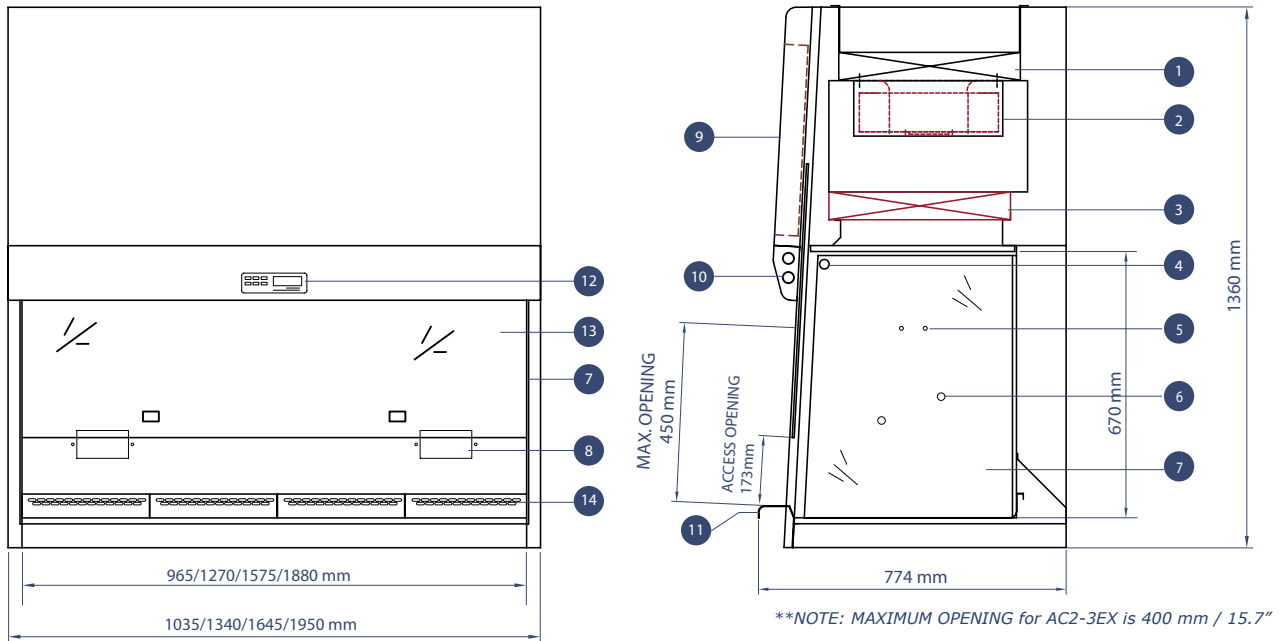 12
13
7
8
14
965/1270/1575/1880 mm
1035/1340/1645/1950 mm
9
10
11
MAX. OPENING
450 mm
ACCESS OPENING
173mm
1
2
3
4
5
6
7
670 mm
1360 mm
774 mm
**NOTE: MAXIMUM OPENING for AC2-3EX is 400 mm / 15.7”